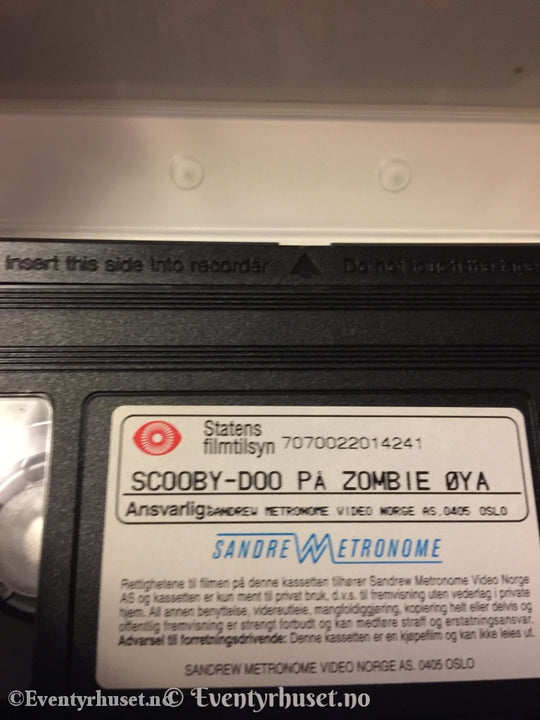 Insert this side into recorder Do not touch the tape
Statens
filmtilsyn 7070022014241
SCOOBY-DOO PÅ ZOMBIE ØYA
Ansvarlig: SANDREW METRONOME VIDEO NORGE AS. 0405 OSLO
SANDREW METRONOME
Rettighetene til filmen på denne kassetten tilhører Sandrew Metronome Video Norge
AS og kassetten er kun ment til privat bruk, d.v.s. til fremvisning uten vederlag i private
hjem. All annen benyttelse, videreutleie, mangfoldiggjøring, kopiering helt eller delvis og
offentlig fremvisning er strengt forbudt og kan medføre straff og erstatningsansvar.
Advarsel til forretningsdrivende: Denne kassetten er en kjøpefilm og kan ikke leies ut.
SANDREW METRONOME VIDEO NORGE AS. 0405 OSLO
©Eventyrhuset.no © Eventyrhuset.no